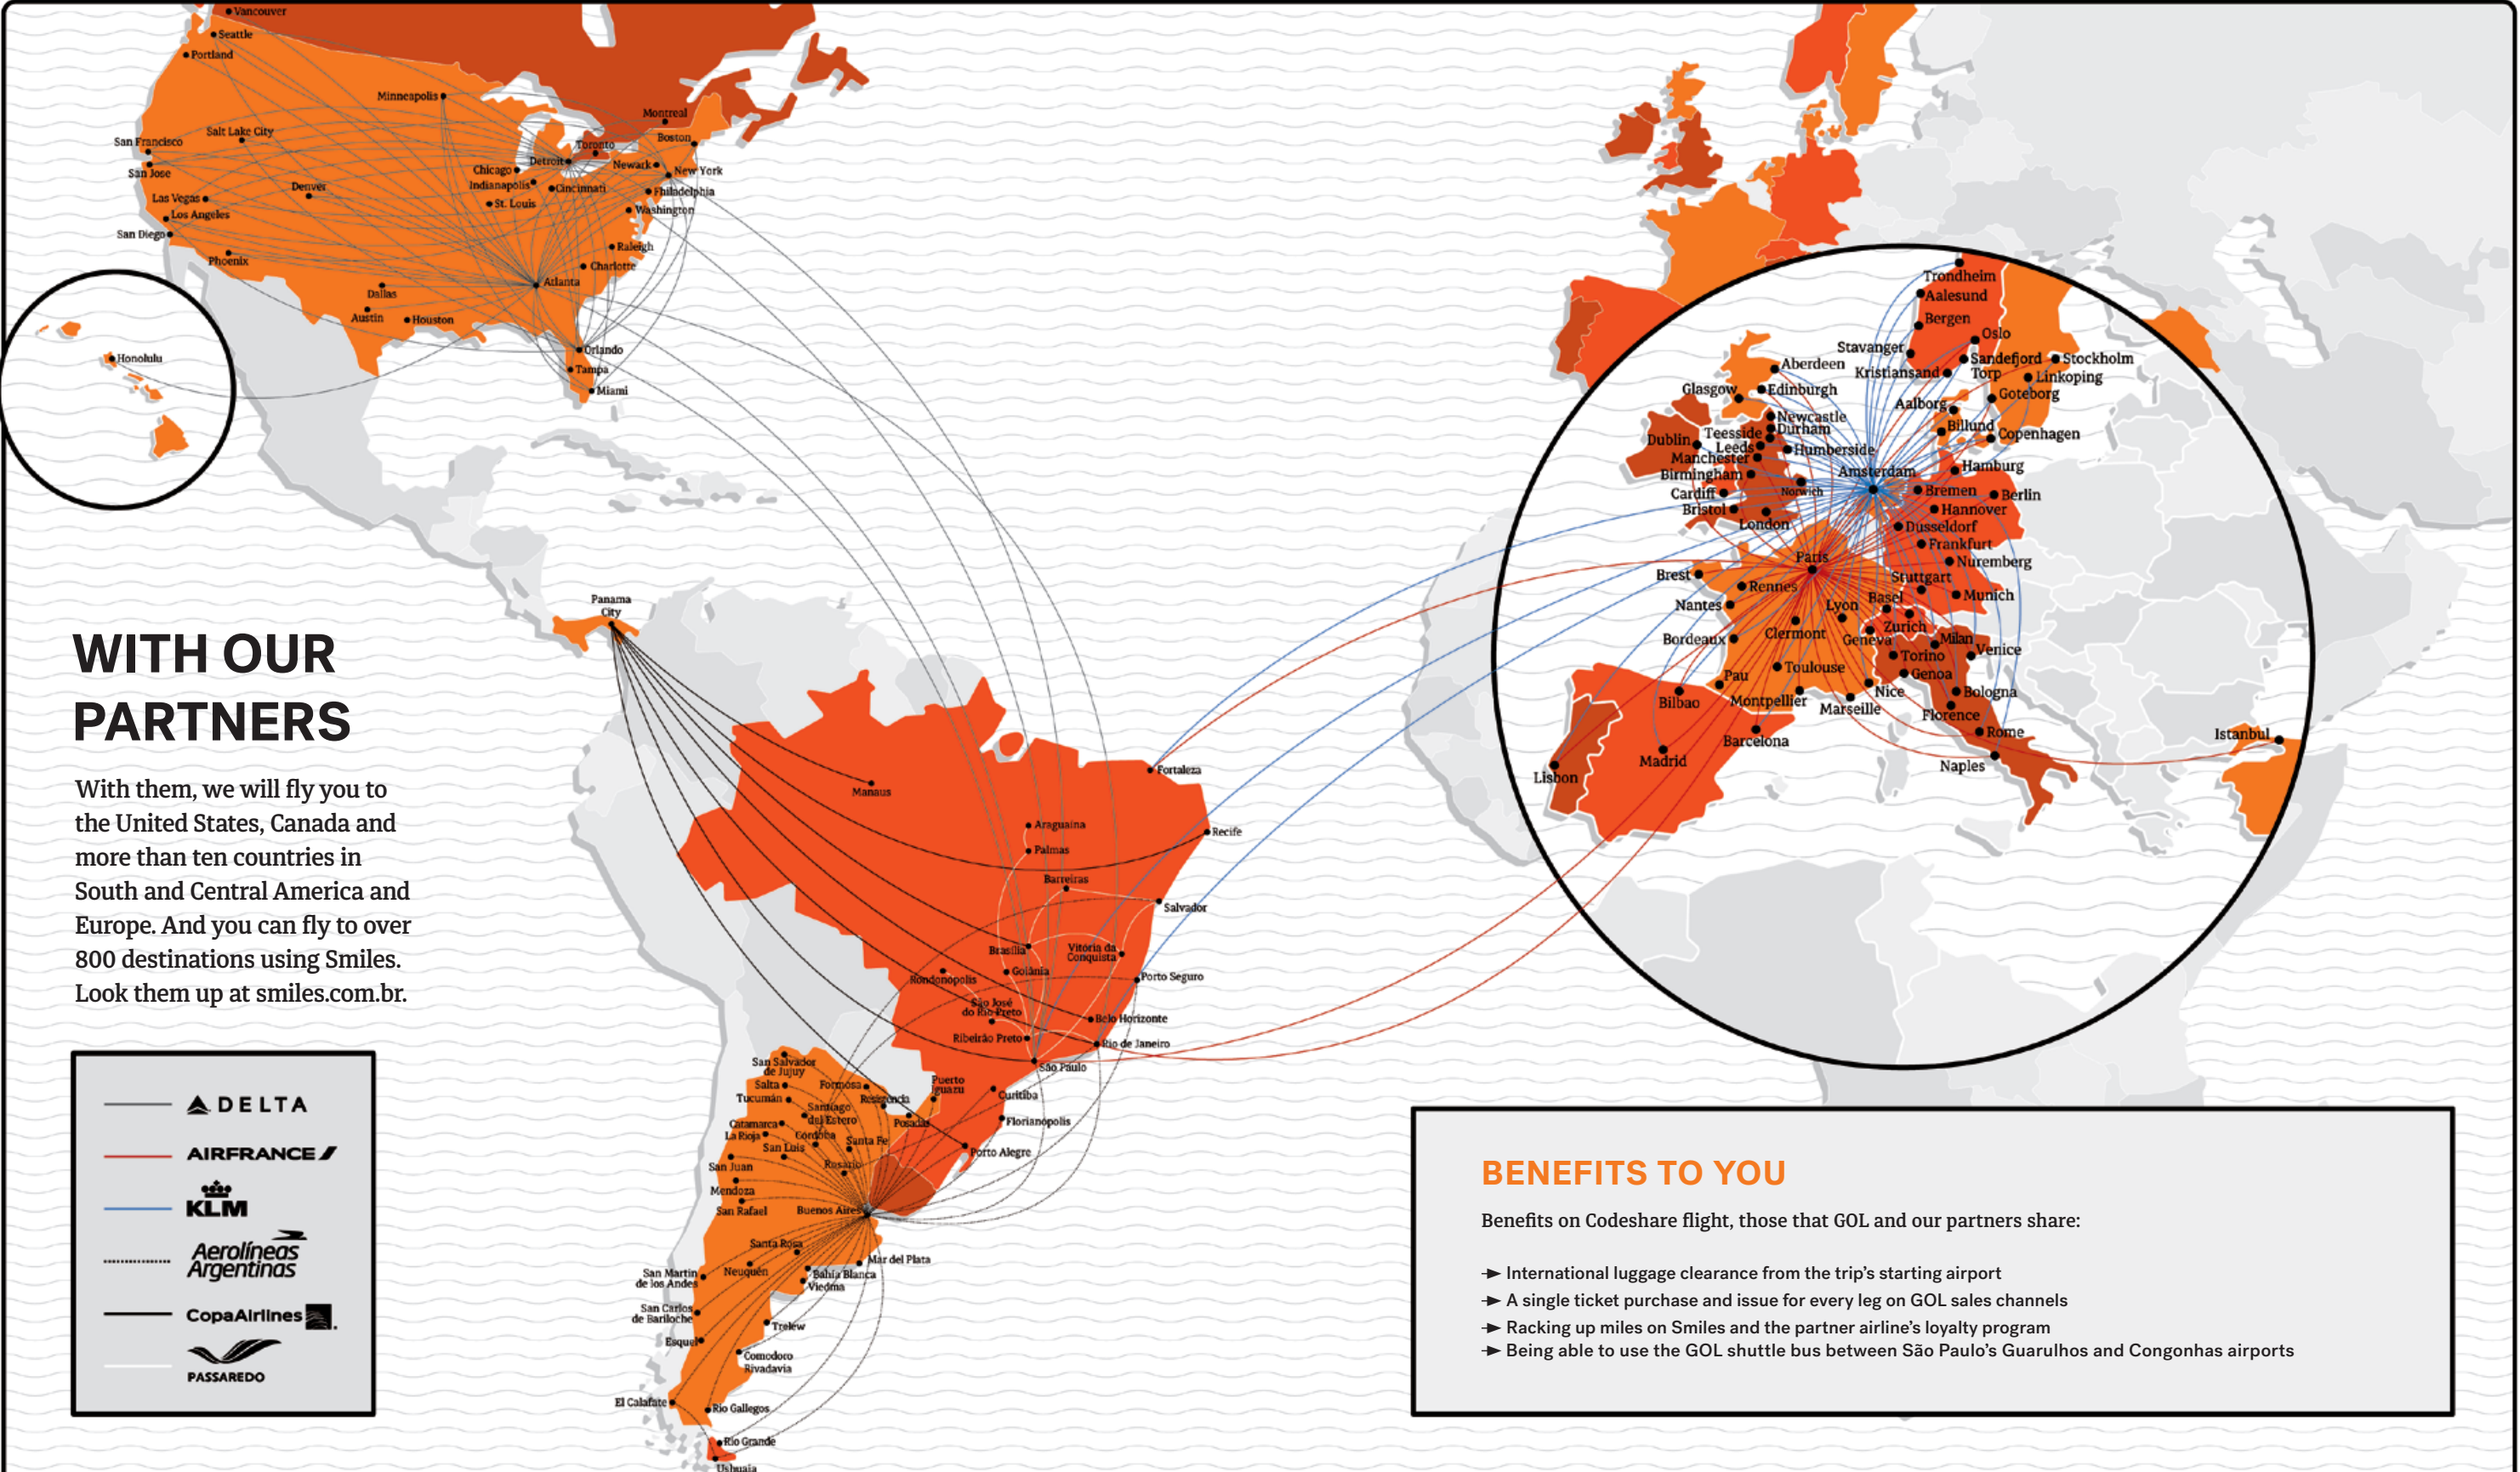 Vancouver
Seattle
Portland
Minneapolis
Montreal
Boston
Toronto
Salt Lake City
San Francisco
San Jose
Detroit
Newark
New York
Chicago
Indianapolis
Cincinnati
Philadelphia
Denver
Las Vegas
St. Louis
Washington
Los Angeles
San Diego
Raleigh
Phoenix
Charlotte
Atlanta
Dallas
Austin
Houston
Orlando
Tampa
Miami
Honolulu
Panama
City
WITH OUR
PARTNERS
With them, we will fly you to
the United States, Canada and
more than ten countries in
South and Central America and
Europe. And you can fly to over
800 destinations using Smiles.
Look them up at smiles.com.br.
DELTA
AIRFRANCE
KLM
Aerolíneas
Argentinas
CopaAirlines
PASSAREDO
Fortaleza
Manaus
Araguaina
Recife
Palmas
Barreiras
Salvador
Brasília
Vitória da
Conquista
Goiânia
Rondonópolis
Porto Seguro
São José
do Rio Preto
Belo Horizonte
Ribeirão Preto
Rio de Janeiro
São Paulo
San Salvador
de Jujuy
Salta
Formosa
Puerto
Iguazu
Tucumán
Resistência
Curitiba
Santiago
del Estero
Posadas
Florianópolis
Catamarca
La Rioja
Córdoba
Santa Fe
San Luis
Porto Alegre
San Juan
Rosario
Mendoza
San Rafael
Buenos Aires
Santa Rosa
Mar del Plata
Neuquén
San Martin
de los Andes
Bahía Blanca
Viedma
San Carlos
de Bariloche
Trelew
Esquel
Comodoro
Rivadavia
El Calafate
Rio Gallegos
Rio Grande
Ushuaia
Trondheim
Aalesund
Bergen
Oslo
Stavanger
Sandefjord
Torp
Stockholm
Aberdeen
Kristiansand
Linkoping
Glasgow
Edinburgh
Goteborg
Aalborg
Newcastle
Durham
Billund
Copenhagen
Teesside
Dublin
Leeds
Humberside
Manchester
Amsterdam
Hamburg
Birmingham
Norwich
Cardiff
Bremen
Berlin
Bristol
Hannover
London
Dusseldorf
Frankfurt
Paris
Nuremberg
Brest
Rennes
Stuttgart
Munich
Nantes
Lyon
Basel
Clermont
Zurich
Bordeaux
Geneva
Milan
Venice
Torino
Toulouse
Genoa
Pau
Nice
Bologna
Bilbao
Montpellier
Marseille
Florence
Rome
Barcelona
Istanbul
Madrid
Naples
Lisbon
BENEFITS TO YOU
Benefits on Codeshare flight, those that GOL and our partners share:
International luggage clearance from the trip's starting airport
A single ticket purchase and issue for every leg on GOL sales channels
Racking up miles on Smiles and the partner airline's loyalty program
Being able to use the GOL shuttle bus between São Paulo's Guarulhos and Congonhas airports